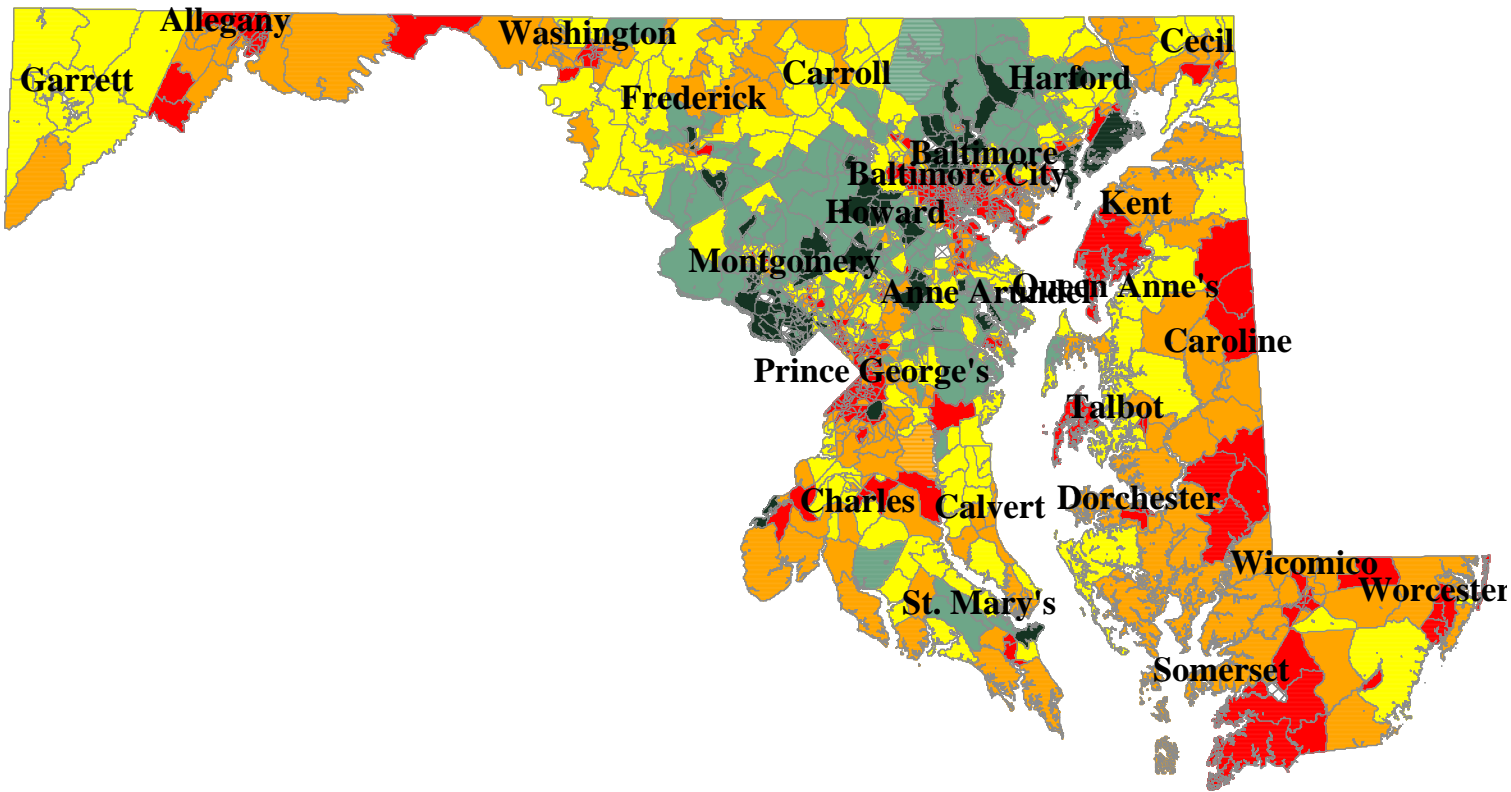 Allegany
Washington
Cecil
Garrett
Carroll
Harford
Frederick
Baltimore
Baltimore City
Kent
Howard
Montgomery
Anne Arundel
Queen Anne's
Caroline
Prince George's
Talbot
Charles
Calvert
Dorchester
Wicomico
Worcester
St. Mary's
Somerset